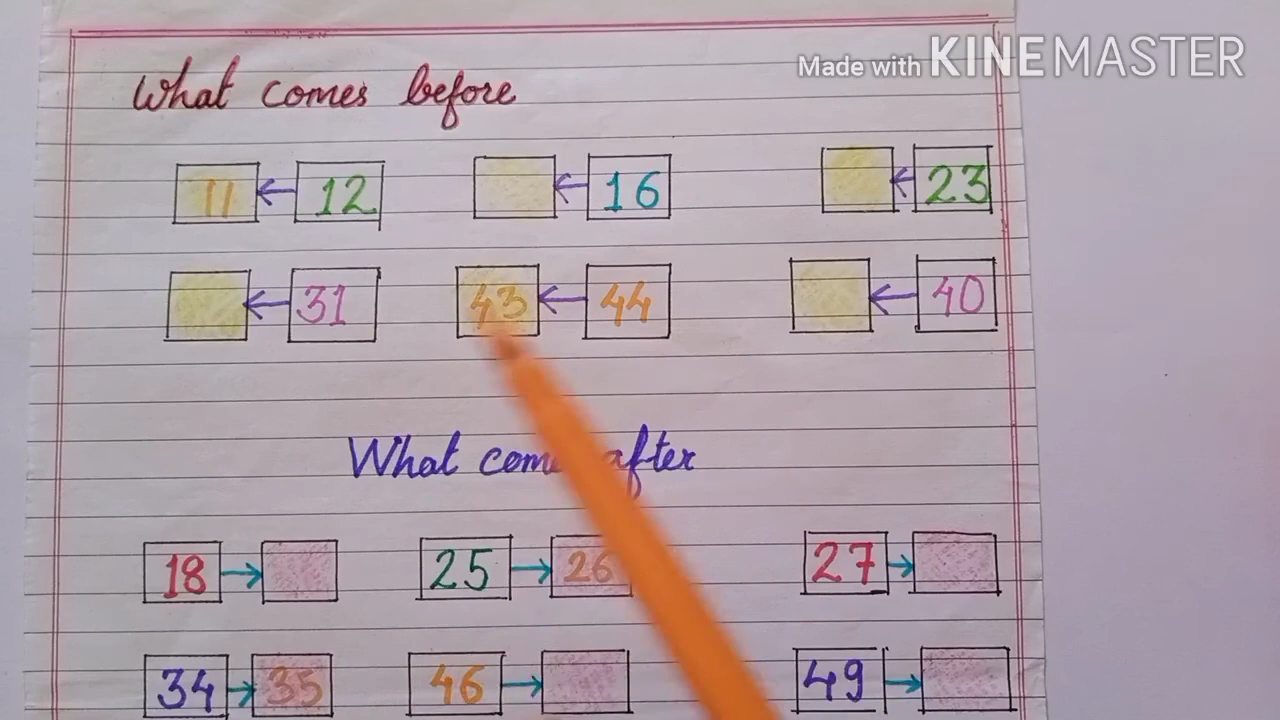 Made with KINEMASTER
What comes before
11 12 16 23
31 43 44 40
What after
18 25 26 27
34 35 46 49